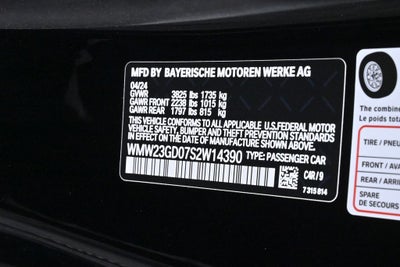 MFD BY BAYERISCHE MOTOREN WERKE AG
04/24
GVWR 3825 lbs 1735 kg
GAWR FRONT 2238 lbs 1015 kg
GAWR REAR 1797 lbs 815 kg
THIS VEHICLE CONFORMS TO ALL APPLICABLE U.S.FEDERAL MOTOR
VEHICLE SAFETY, BUMPER AND THEFT PREVENTION STANDARDS IN
EFFECT ON THE DATE OF MANUFACTURE SHOWN ABOVE
WMW23GD07S2W14390 TYPE: PASSENGER CAR
C4R / 9
7 315 814
The combine
Le poids tota
TIRE / PNEU
FRONT / AVA
REAR / ARRI
SPARE
DE SECOURS